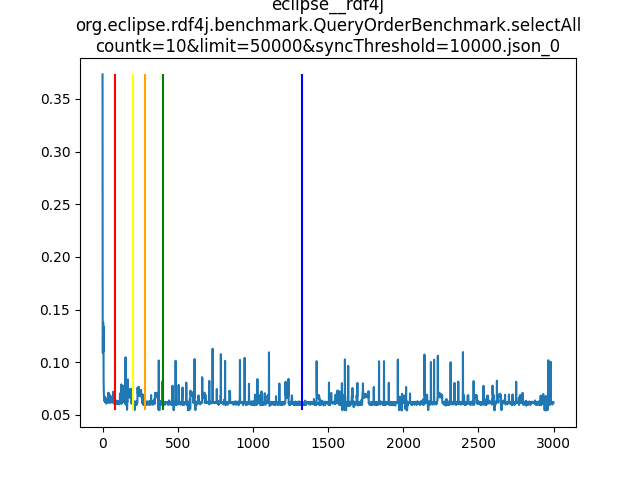 eclipse__rdf4j
org.eclipse.rdf4j.benchmark.QueryOrderBenchmark.selectAll
countk=10&limit=50000&syncThreshold=10000.json_0
0.35
0.30
0.25
0.20
0.15
0.10
0.05
0 500 1000 1500 2000 2500 3000